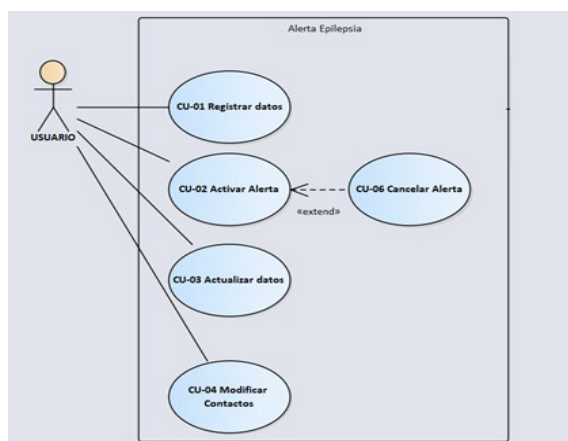 Alerta Epilepsia
CU-01 Registrar datos
USUARIO
CU-02 Activar Alerta
CU-06 Cancelar Alerta
«extend»
CU-03 Actualizar datos
CU-04 Modificar
Contactos